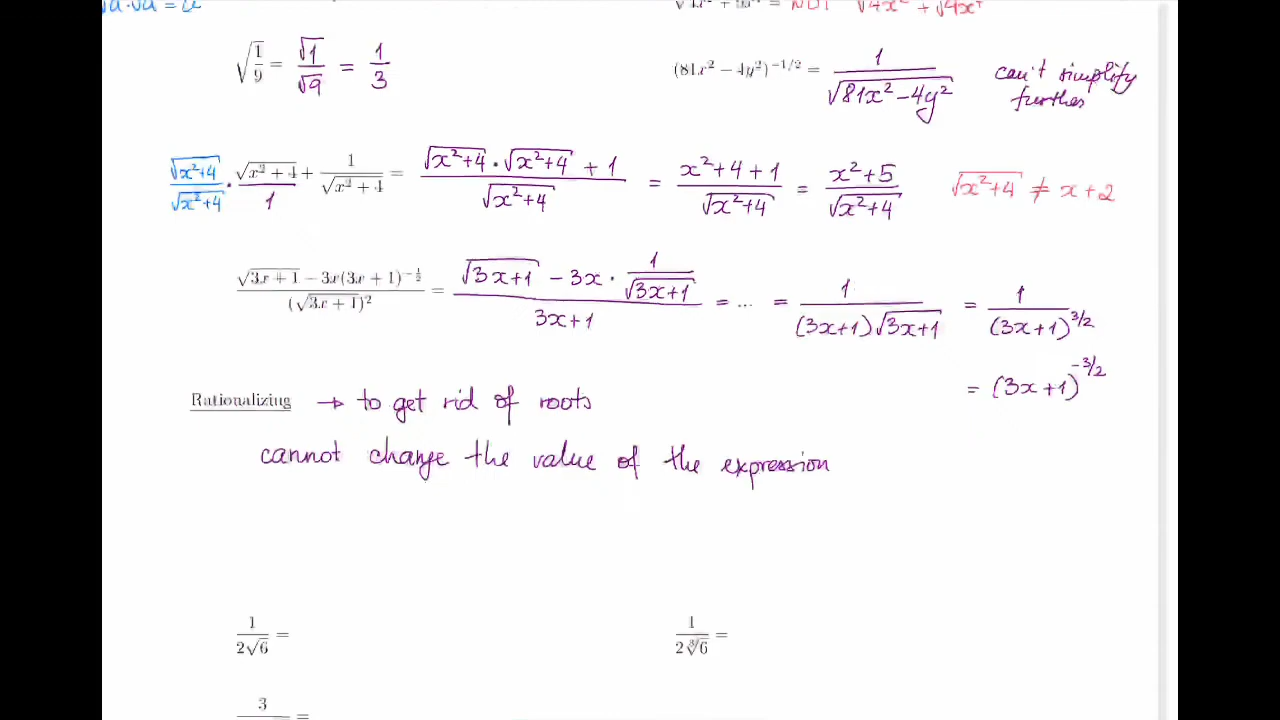 √a·√a = a
= NOT √4x² + √4x⁴
√(1/9) = √1/√9 = 1/3
(81x² − 4y²)^(−1/2) = 1/√(81x² − 4y²) can't simplify further
√(x²+4)/√(x²+4) · √(x²+4)/1 + 1/√(x²+4) = (√(x²+4) · √(x²+4) + 1)/√(x²+4) = (x²+4+1)/√(x²+4) = (x²+5)/√(x²+4) √(x²+4) ≠ x+2
(√(3x+1) − 3x(3x+1)^(−1/2))/(√(3x+1))² = (√(3x+1) − 3x · 1/√(3x+1))/(3x+1) = ... = 1/((3x+1)√(3x+1)) = 1/(3x+1)^(3/2)
= (3x+1)^(−3/2)
Rationalizing → to get rid of roots
cannot change the value of the expression
1/(2√6) =
1/(2∛6) =
3
=